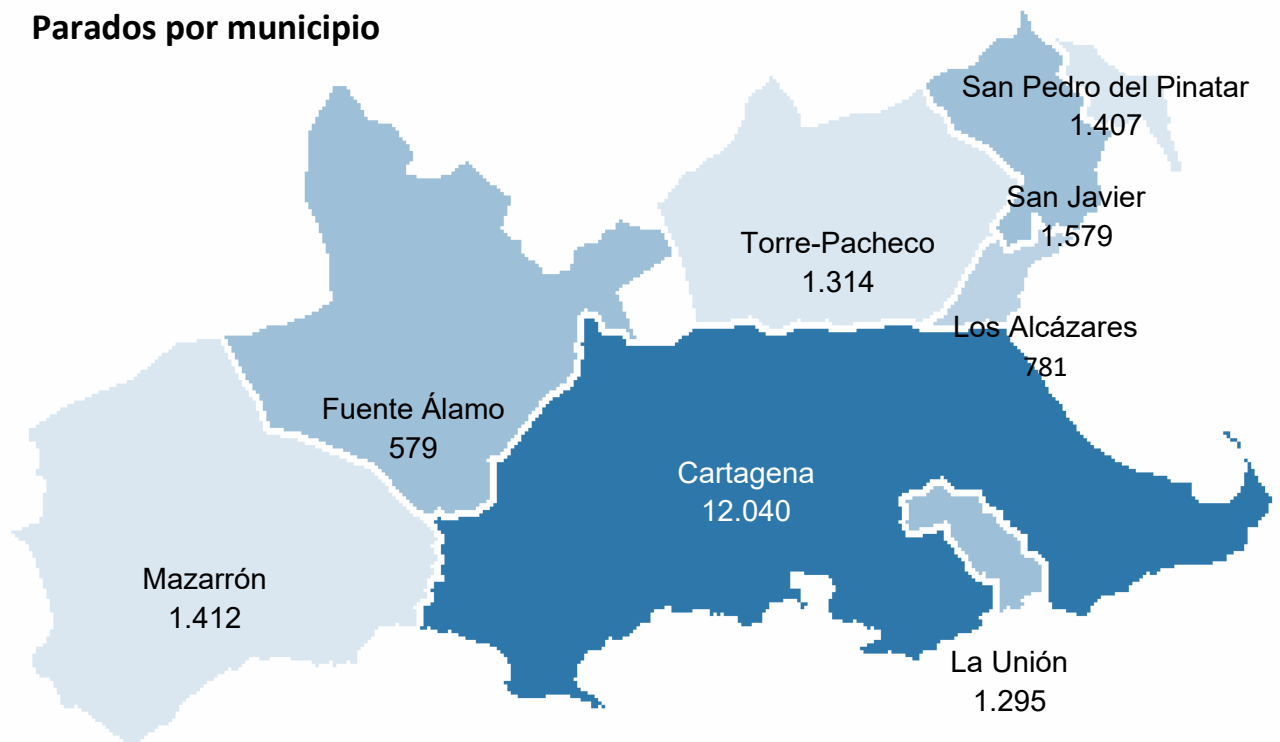 Parados por municipio
San Pedro del Pinatar
1.407
San Javier
1.579
Torre-Pacheco
1.314
Los Alcázares
781
Fuente Álamo
579
Cartagena
12.040
Mazarrón
1.412
La Unión
1.295